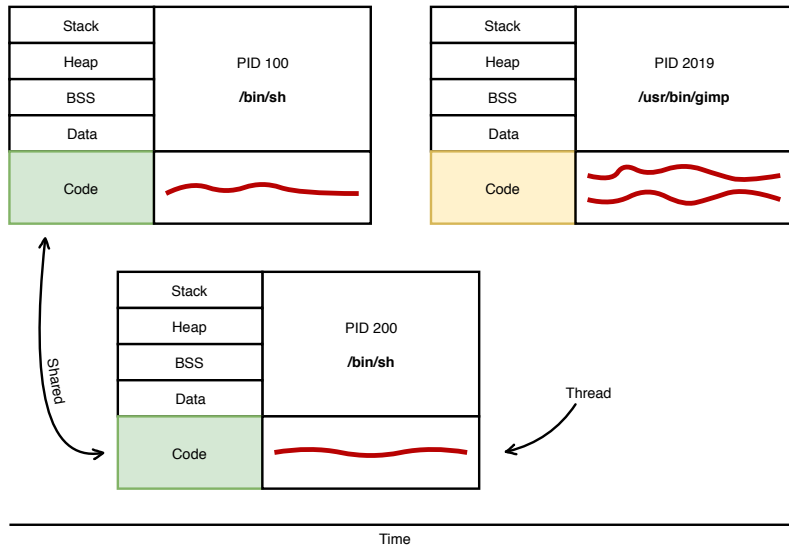 Stack
Heap
BSS
Data
Code
PID 100
/bin/sh
Stack
Heap
BSS
Data
Code
PID 2019
/usr/bin/gimp
Shared
Stack
Heap
BSS
Data
Code
PID 200
/bin/sh
Thread
Time